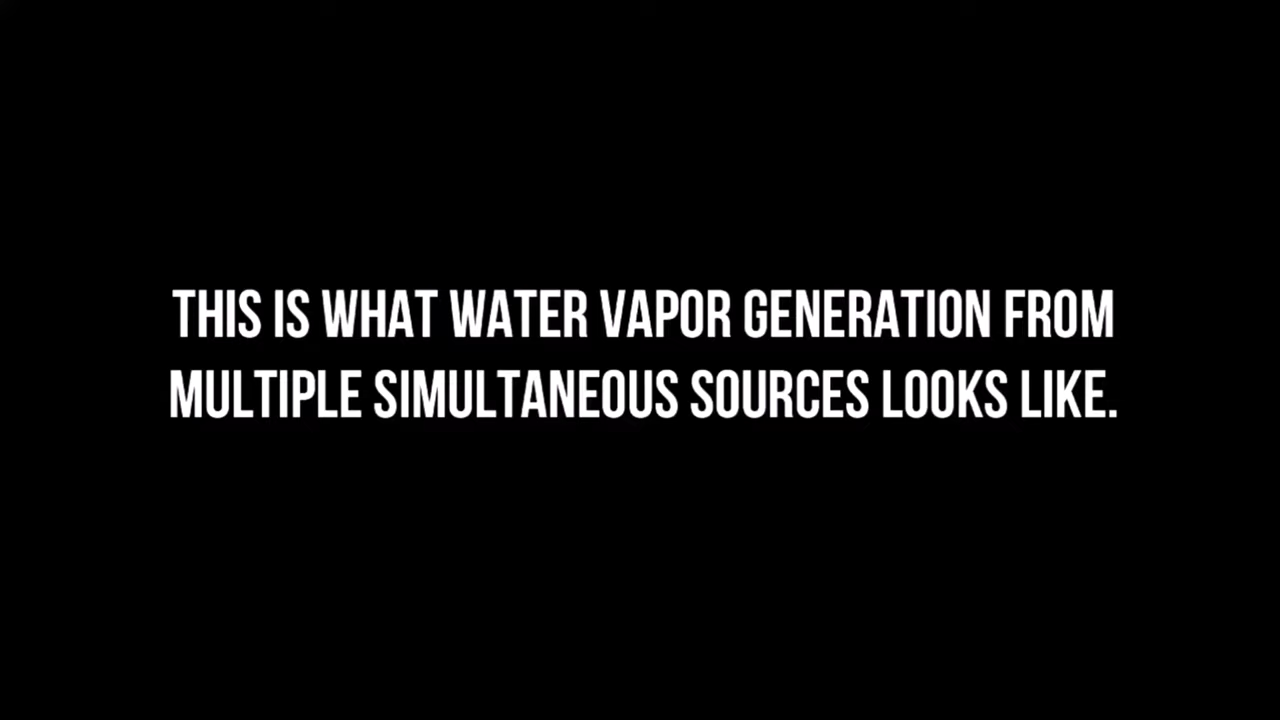 THIS IS WHAT WATER VAPOR GENERATION FROM
MULTIPLE SIMULTANEOUS SOURCES LOOKS LIKE.